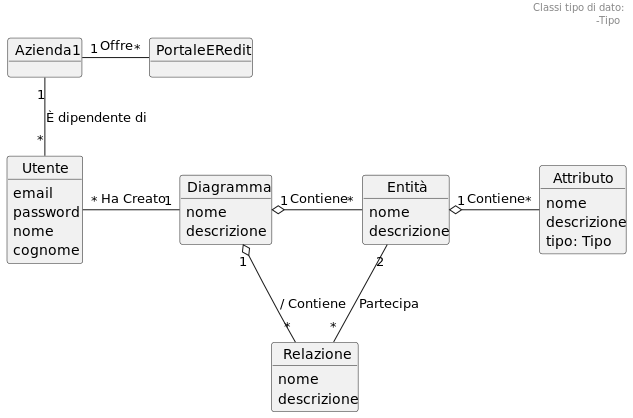 Classi tipo di dato:
-Tipo
Azienda1
1 Offre *
PortaleERedit
1
È dipendente di
*
Utente
email
password
nome
cognome
* Ha Creato 1
Diagramma
nome
descrizione
1 Contiene *
Entità
nome
descrizione
1 Contiene *
Attributo
nome
descrizione
tipo: Tipo
1
2
/ Contiene
Partecipa
*
*
Relazione
nome
descrizione